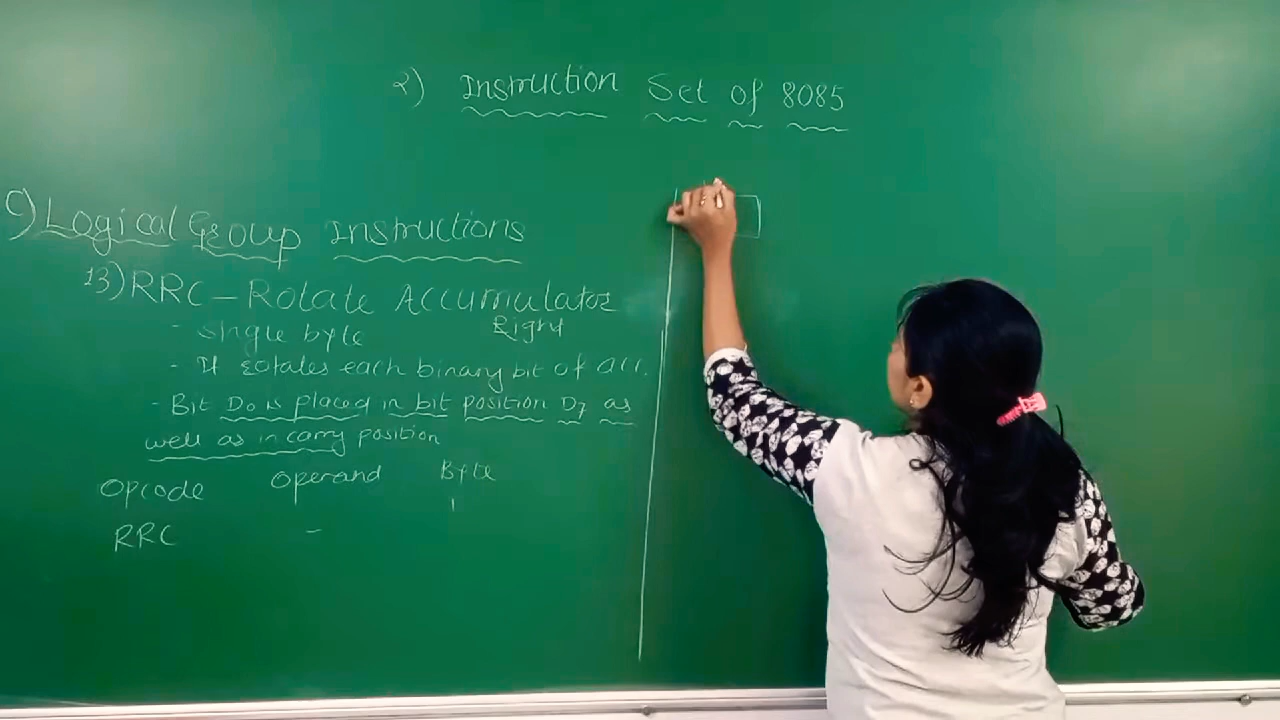 2) Instruction Set of 8085
C) Logical Group Instructions
13) RRC - Rotate Accumulator
Right
- Single byte
- It rotates each binary bit of acc.
- Bit D0 is placed in bit position D7 as
well as in carry position
Opcode Operand Byte
RRC - 1